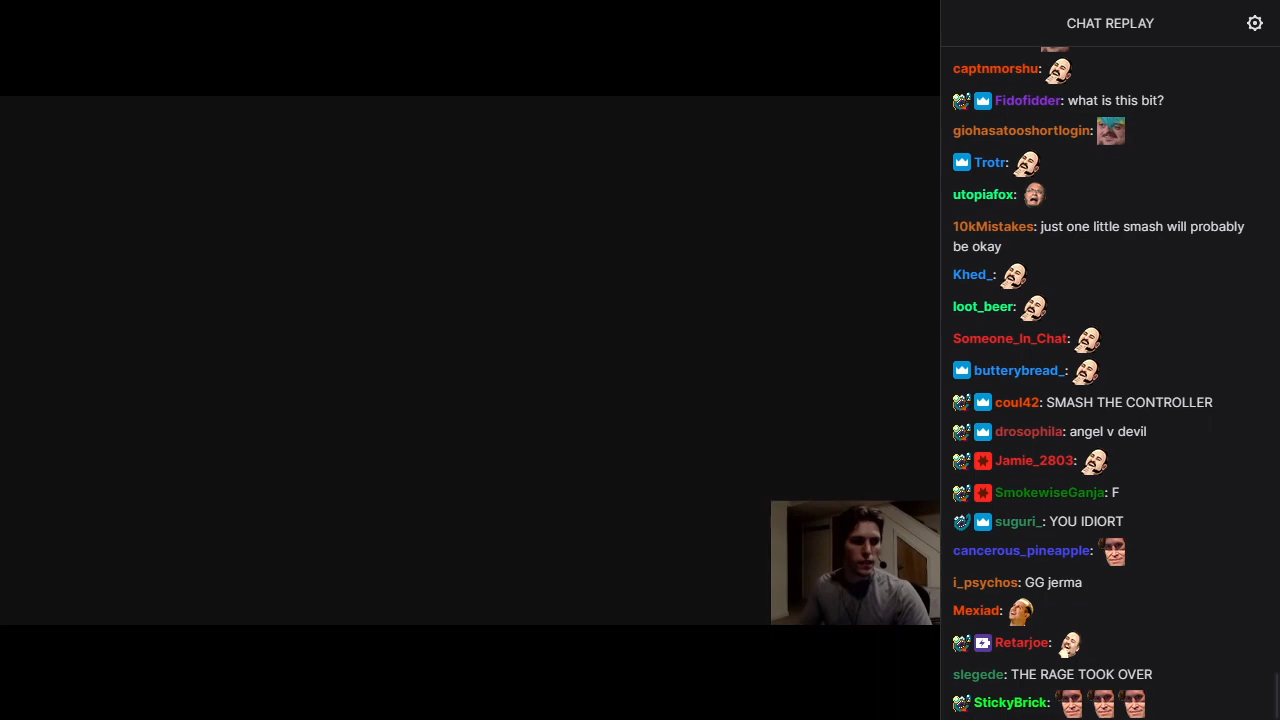 CHAT REPLAY
captnmorshu:
Fidofidder: what is this bit?
giohasatooshortlogin:
Trotr:
utopiafox:
10kMistakes: just one little smash will probably
be okay
Khed_:
loot_beer:
Someone_In_Chat:
butterybread_:
coul42: SMASH THE CONTROLLER
drosophila: angel v devil
Jamie_2803:
SmokewiseGanja: F
suguri_: YOU IDIORT
cancerous_pineapple:
i_psychos: GG jerma
Mexiad:
Retarjoe:
slegede: THE RAGE TOOK OVER
StickyBrick: